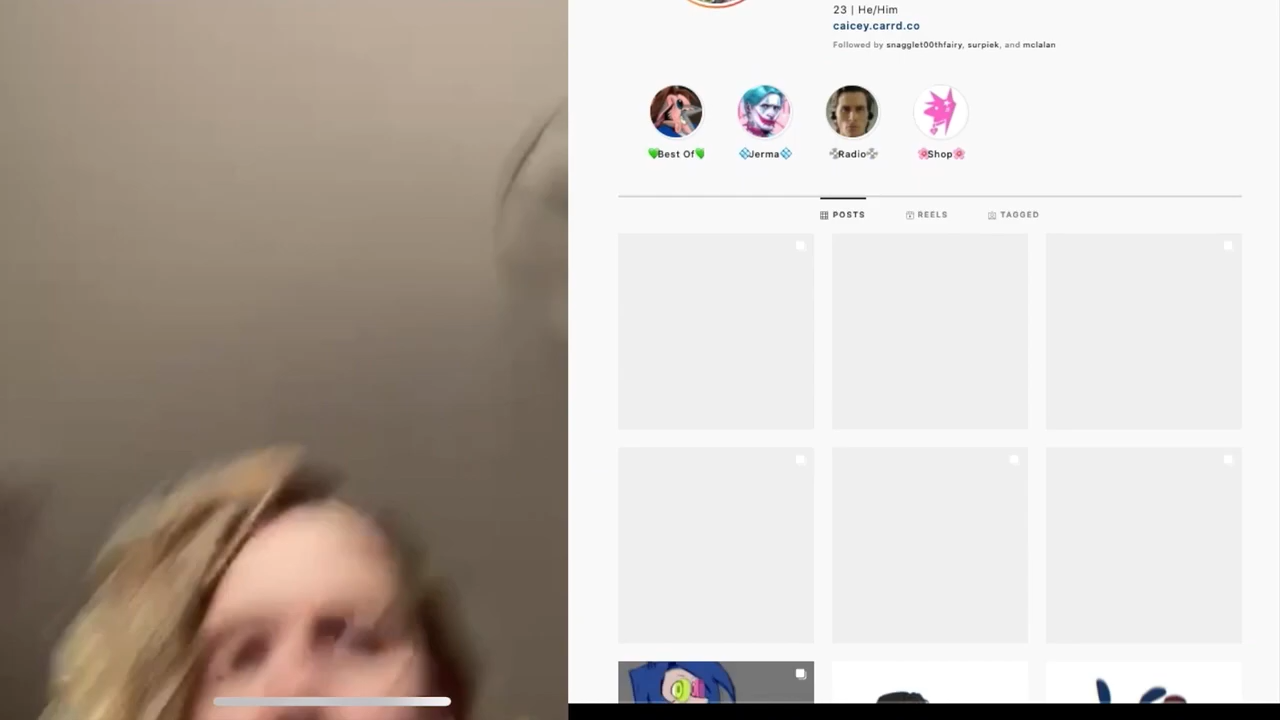 23 | He/Him
caicey.carrd.co
Followed by snagglet00thfairy, surpiek, and mclalan
💚Best Of💚
💠Jerma💠
Radio
🌸Shop🌸
POSTS
REELS
TAGGED